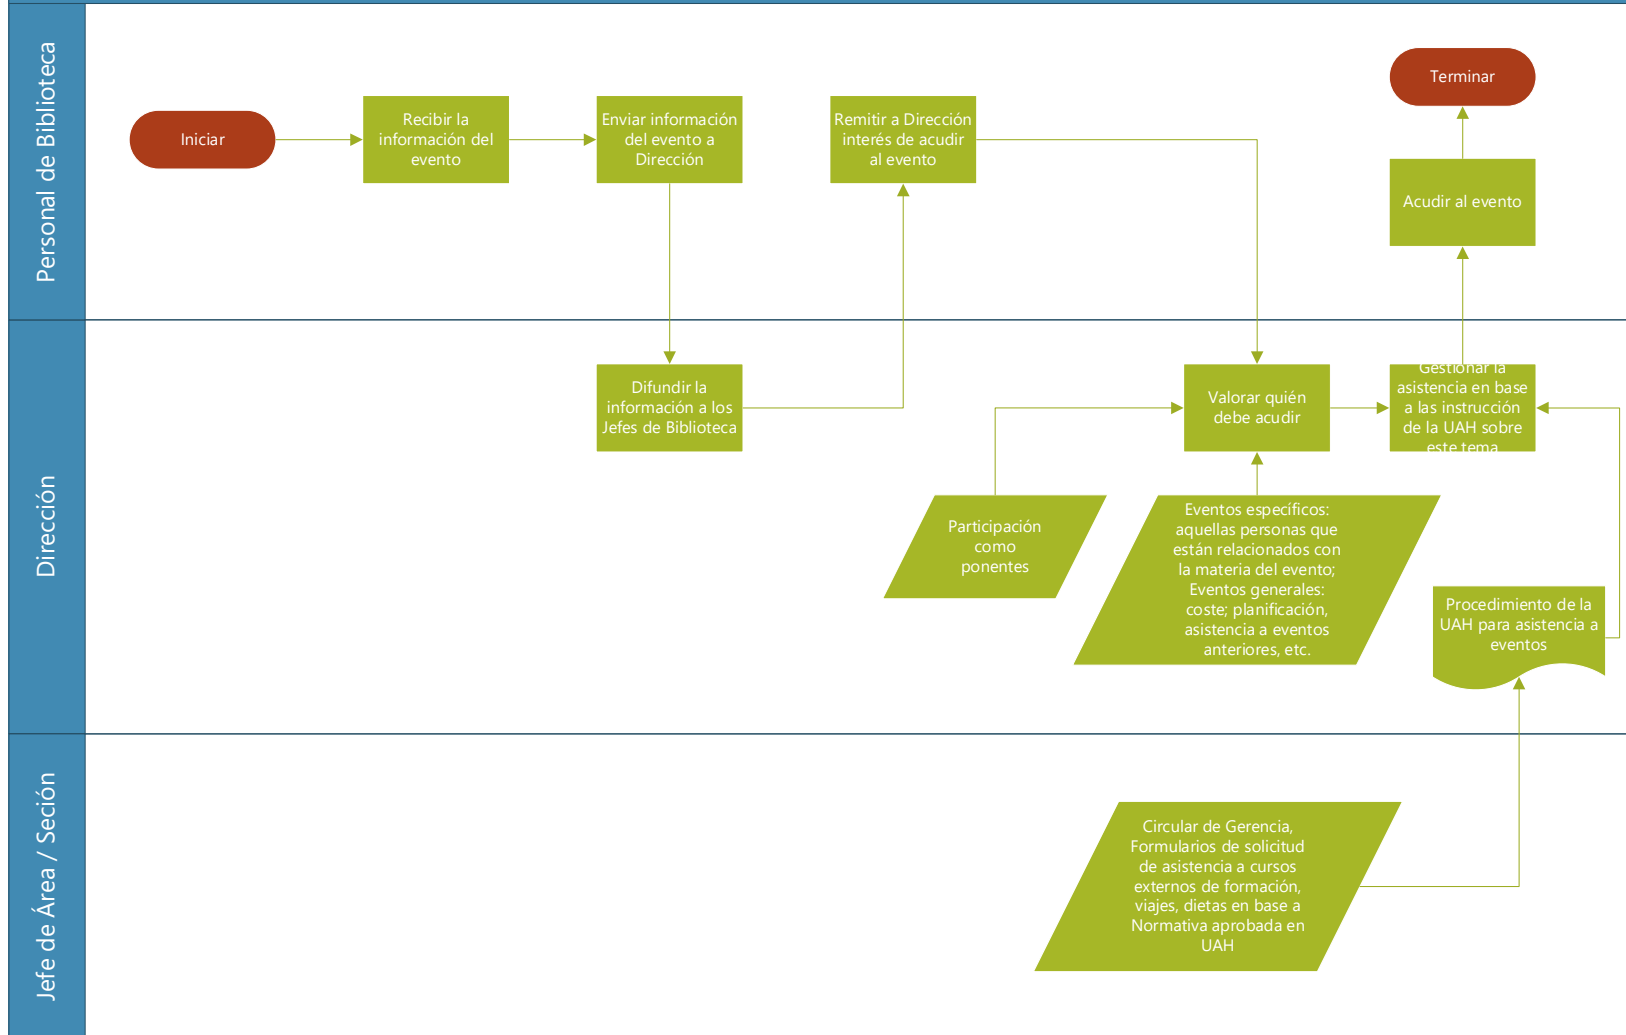 Personal de Biblioteca
Iniciar
Recibir la
información del
evento
Enviar información
del evento a
Dirección
Remitir a Dirección
interés de acudir
al evento
Terminar
Acudir al evento
Dirección
Difundir la
información a los
Jefes de Biblioteca
Valorar quién
debe acudir
Gestionar la
asistencia en base
a las instrucción
de la UAH sobre
este tema
Participación
como
ponentes
Eventos específicos:
aquellas personas que
están relacionados con
la materia del evento;
Eventos generales:
coste; planificación,
asistencia a eventos
anteriores, etc.
Procedimiento de la
UAH para asistencia a
eventos
Jefe de Área / Seción
Circular de Gerencia,
Formularios de solicitud
de asistencia a cursos
externos de formación,
viajes, dietas en base a
Normativa aprobada en
UAH